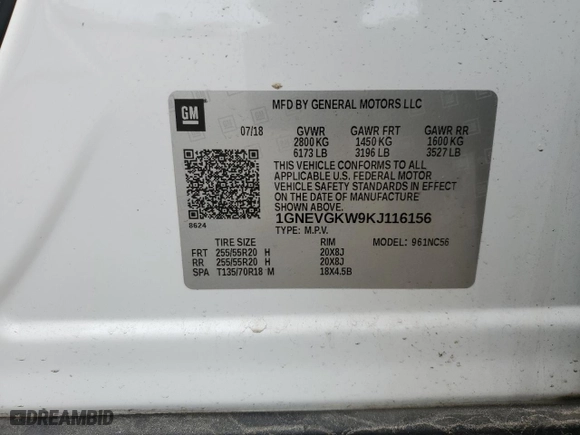 GM
MFD BY GENERAL MOTORS LLC
07/18 GVWR GAWR FRT GAWR RR
2800 KG 1450 KG 1600 KG
6173 LB 3196 LB 3527 LB
THIS VEHICLE CONFORMS TO ALL
APPLICABLE U.S. FEDERAL MOTOR
VEHICLE SAFETY STANDARDS IN EFFECT
ON THE DATE OF MANUFACTURE
SHOWN ABOVE.
8624
1GNEVGKW9KJ116156
TYPE: M.P.V. MODEL: 961NC56
TIRE SIZE RIM
FRT 255/55R20 H 20X8J
RR 255/55R20 H 20X8J
SPA T135/70R18 M 18X4.5B
DREAMBID